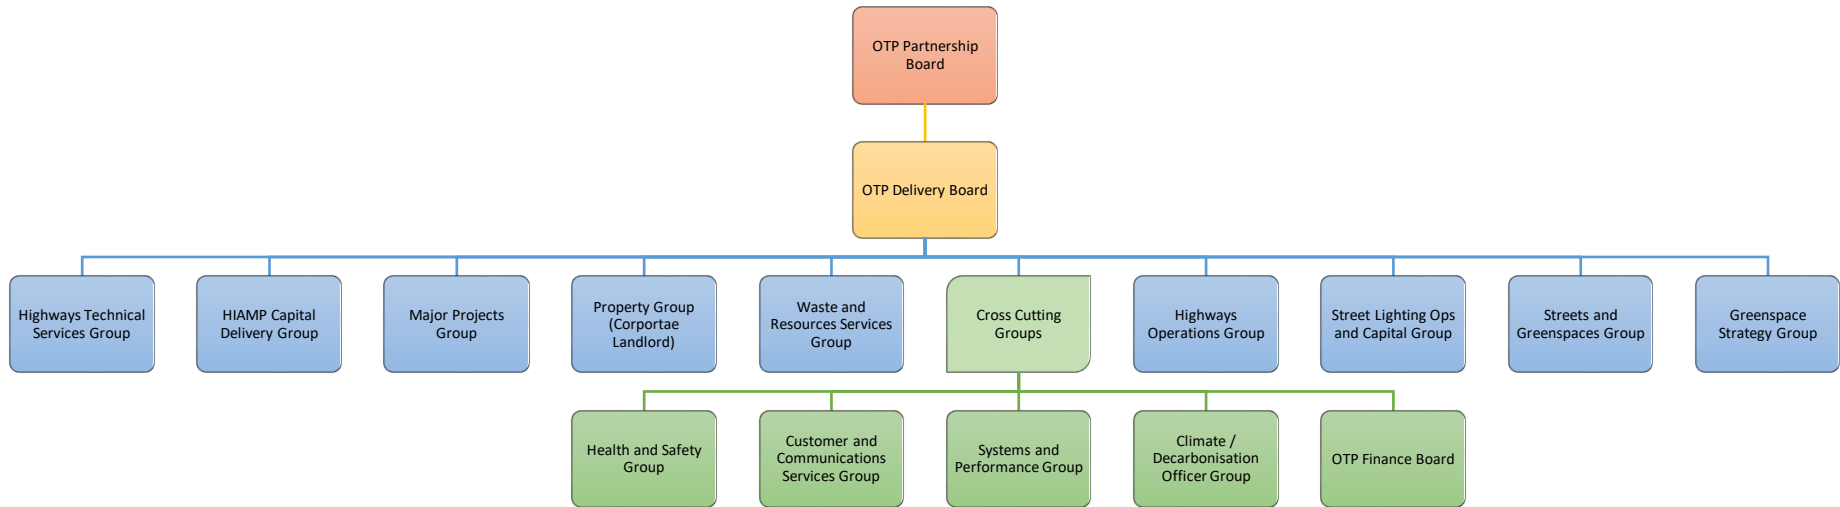 OTP Partnership
Board
OTP Delivery Board
Highways Technical
Services Group
HIAMP Capital
Delivery Group
Major Projects
Group
Property Group
(Corportae
Landlord)
Waste and
Resources Services
Group
Cross Cutting
Groups
Highways
Operations Group
Street Lighting Ops
and Capital Group
Streets and
Greenspaces Group
Greenspace
Strategy Group
Health and Safety
Group
Customer and
Communications
Services Group
Systems and
Performance Group
Climate /
Decarbonisation
Officer Group
OTP Finance Board